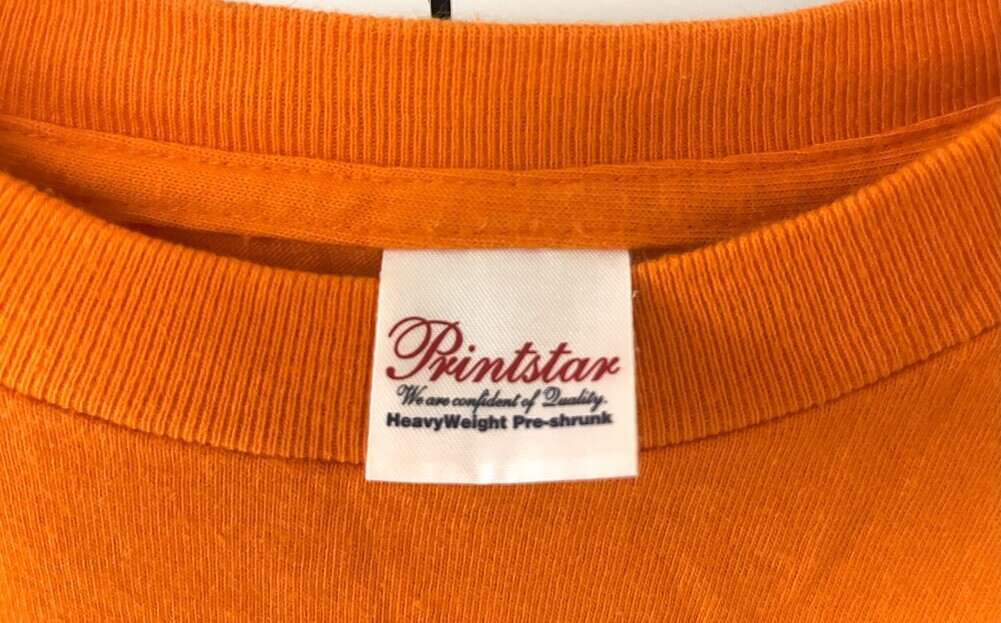 Printstar
We are confident of Quality.
HeavyWeight Pre-shrunk